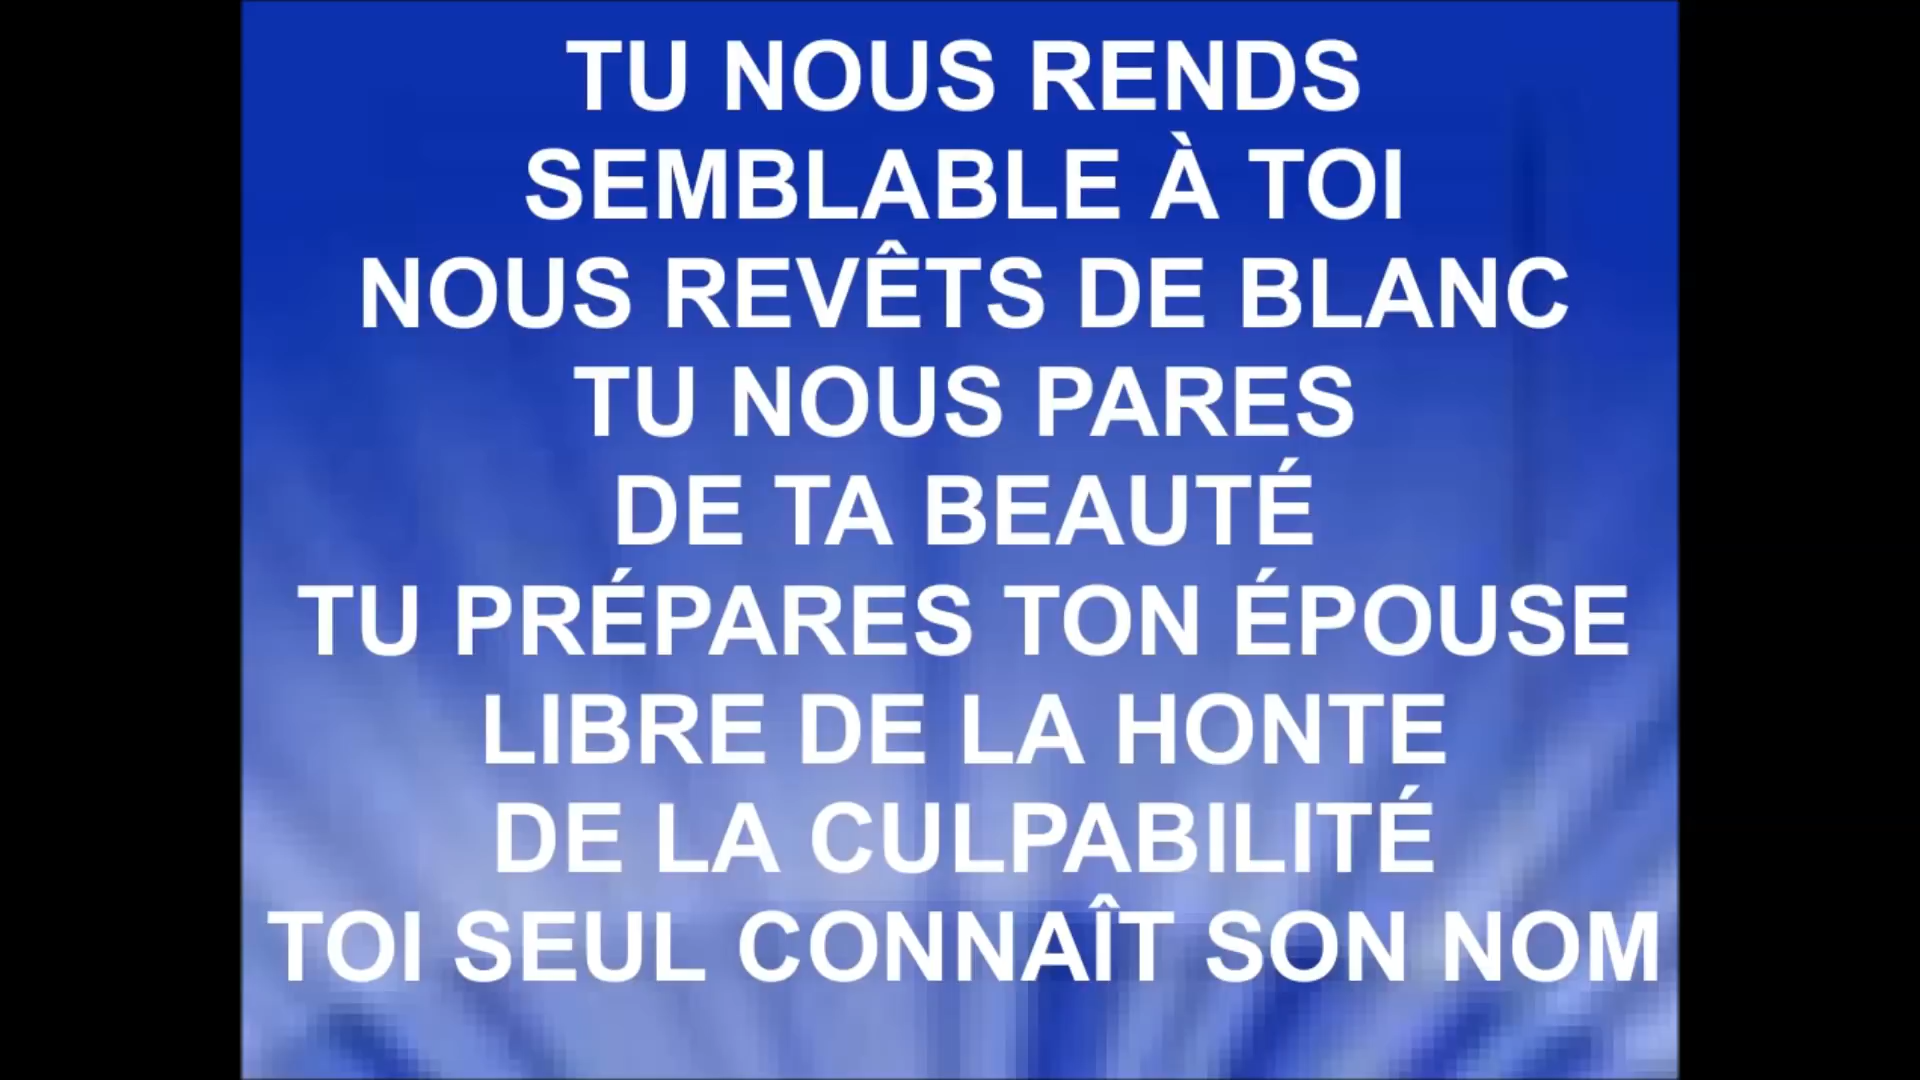 TU NOUS RENDS
SEMBLABLE À TOI
NOUS REVÊTS DE BLANC
TU NOUS PARES
DE TA BEAUTÉ
TU PRÉPARES TON ÉPOUSE
LIBRE DE LA HONTE
DE LA CULPABILITÉ
TOI SEUL CONNAÎT SON NOM